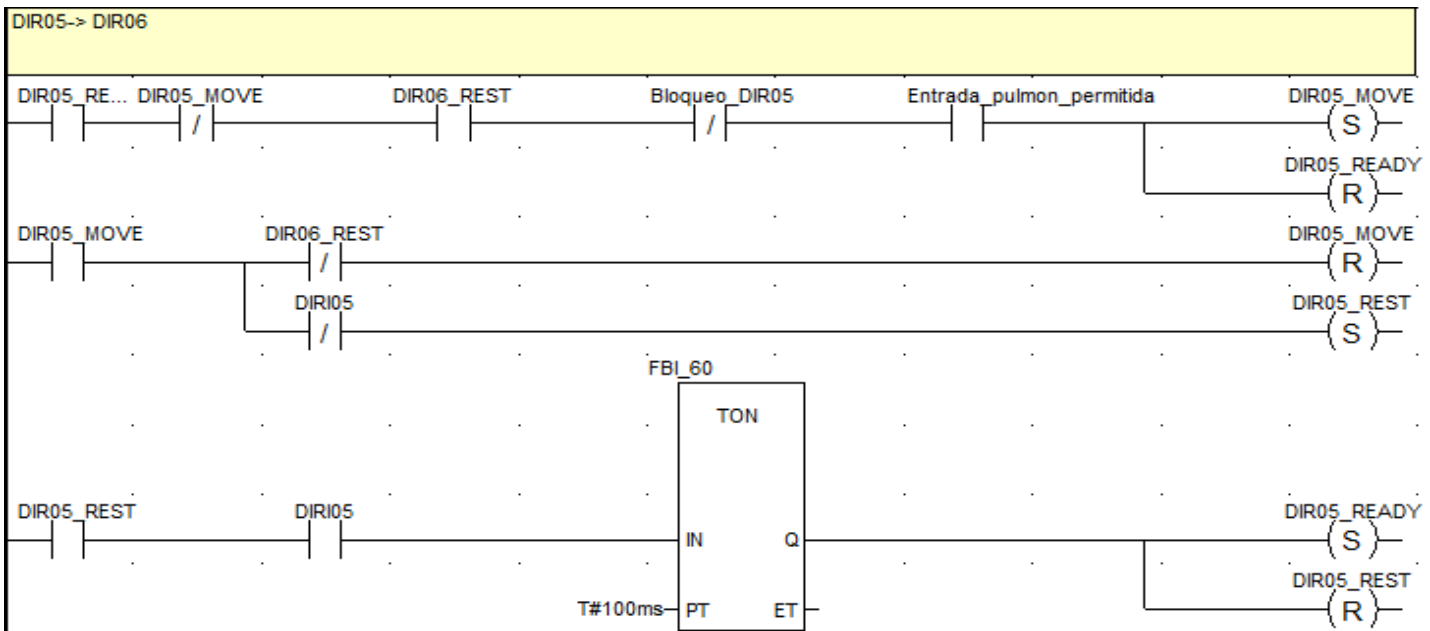 DIR05-> DIR06
DIR05_RE... DIR05_MOVE DIR06_REST Bloqueo_DIR05 Entrada_pulmon_permitida DIR05_MOVE
/ / S
DIR05_READY
R
DIR05_MOVE DIR06_REST DIR05_MOVE
/ R
DIRI05 DIR05_REST
/ S
FBI_60
TON
DIR05_REST DIRI05 DIR05_READY
IN Q S
DIR05_REST
T#100ms PT ET R